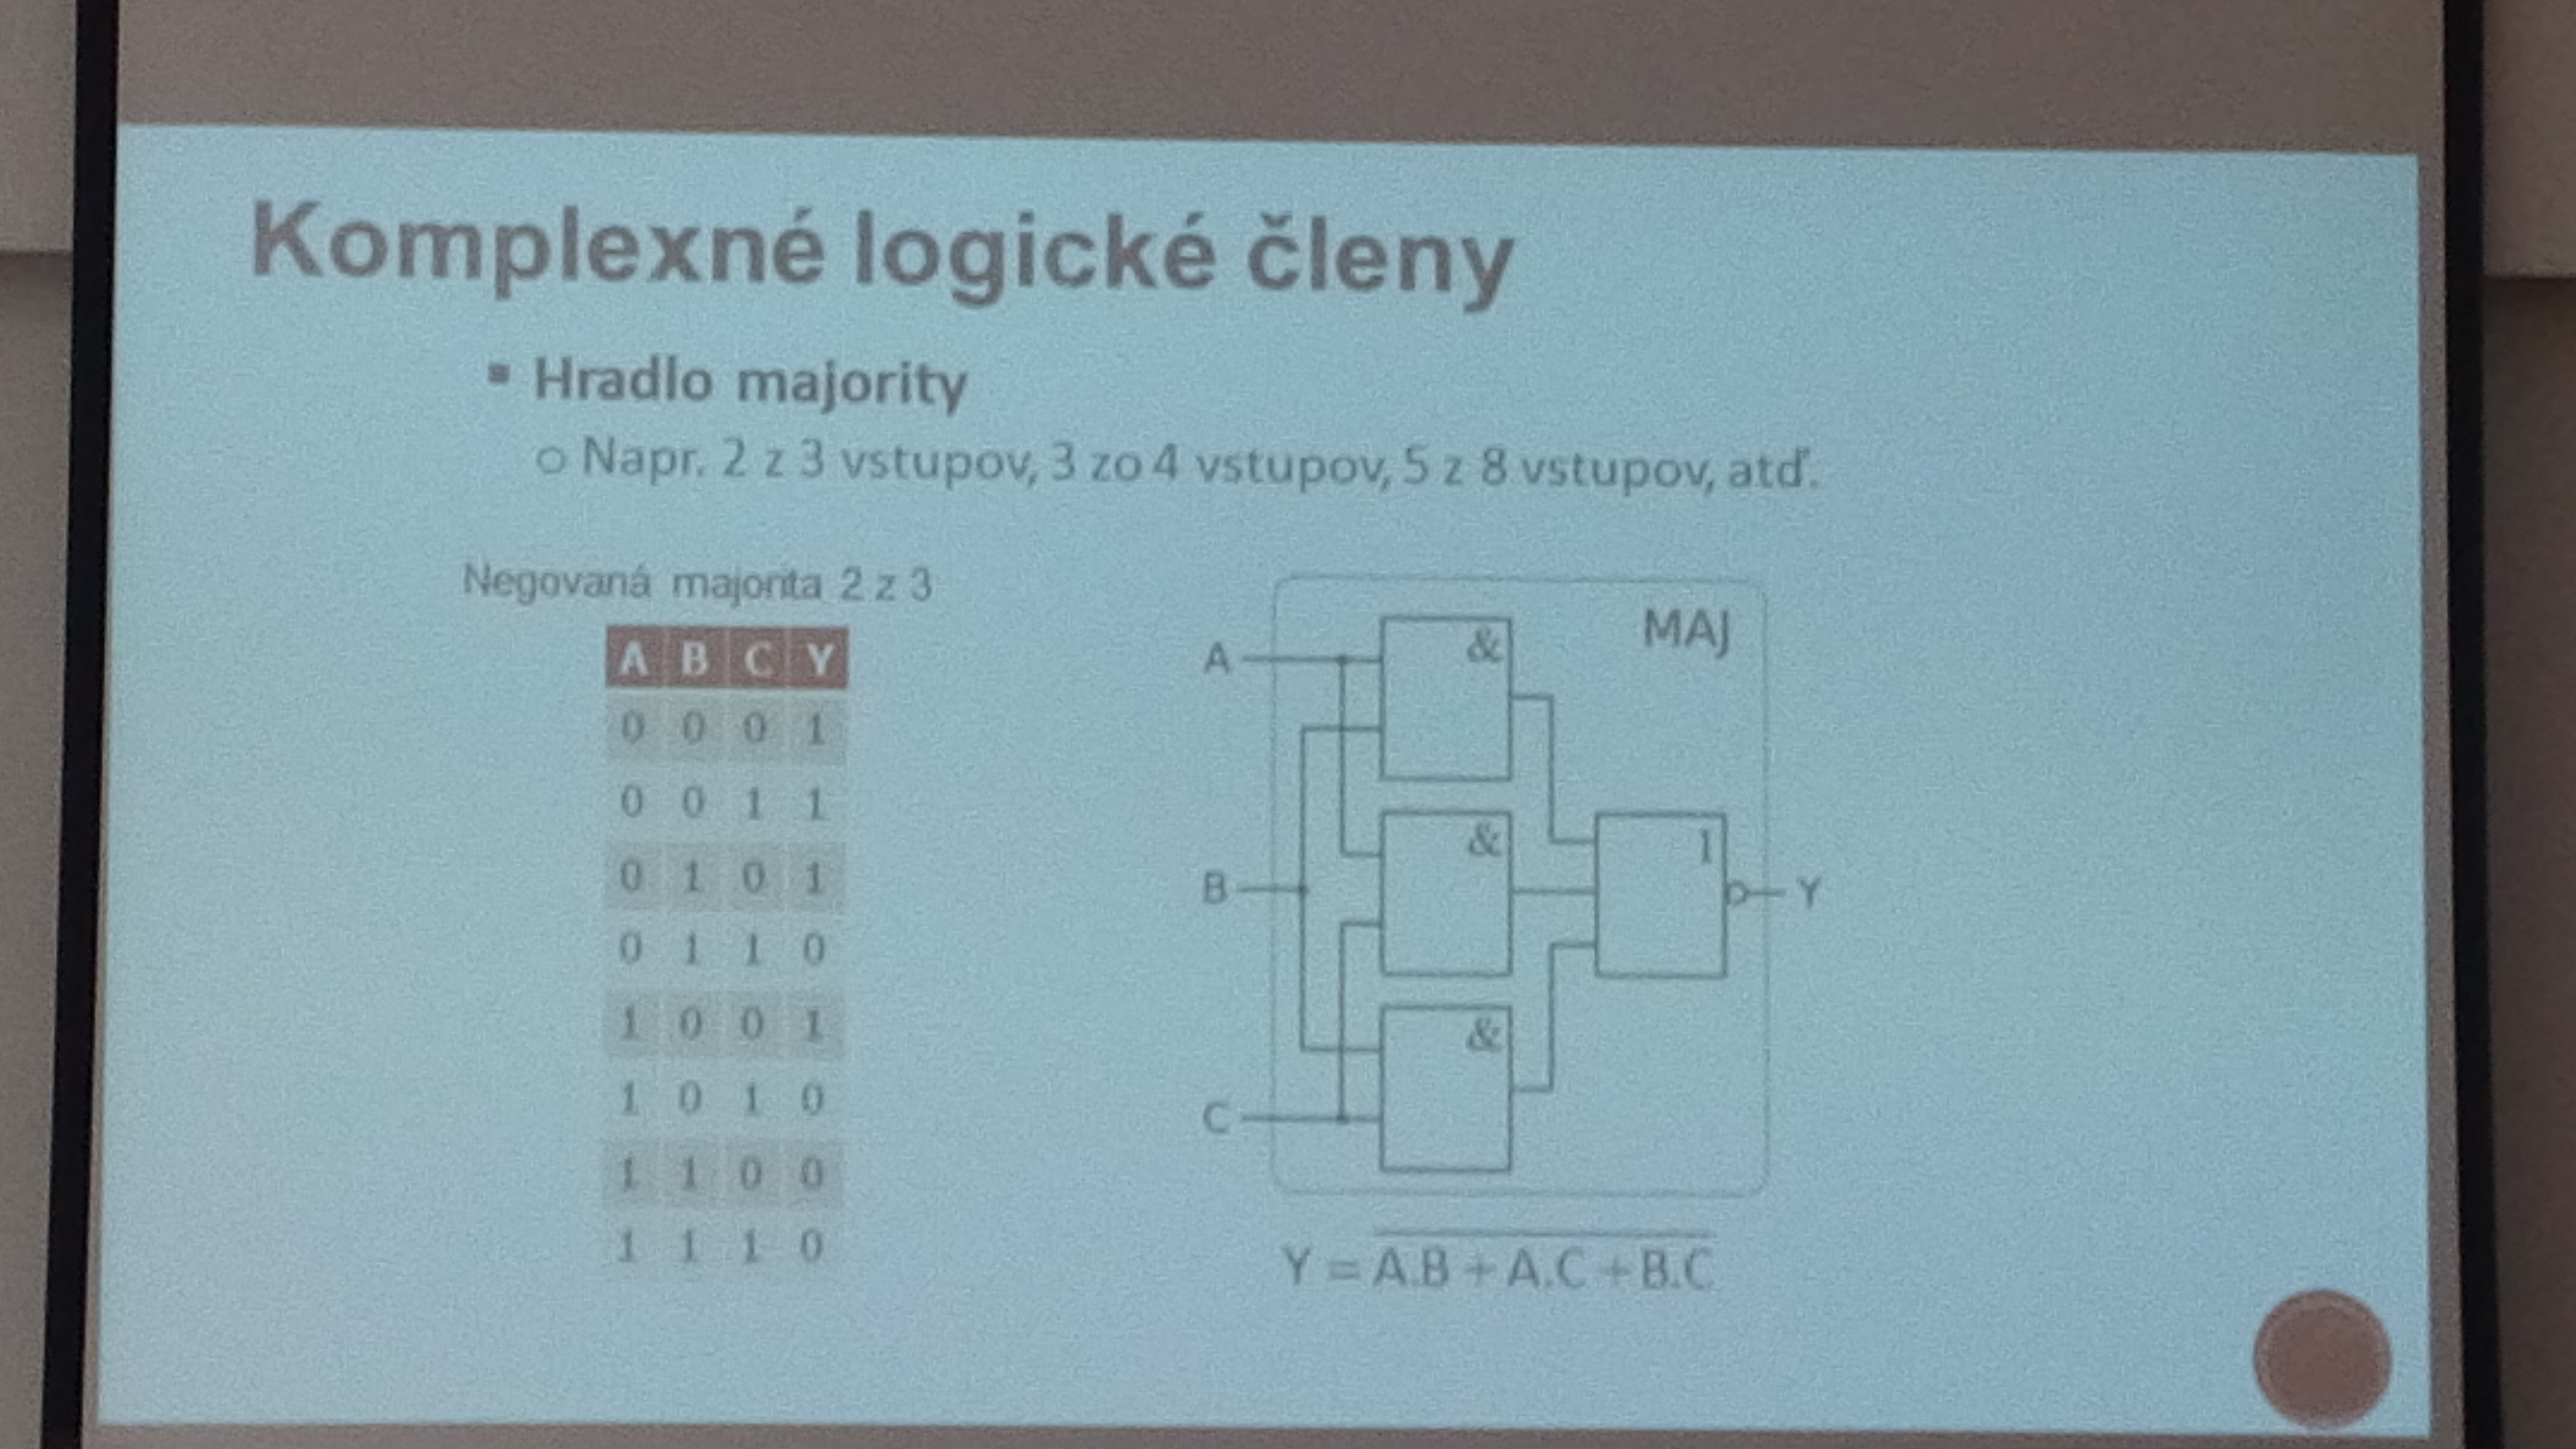 Komplexné logické členy
▪ Hradlo majority
○ Napr. 2 z 3 vstupov, 3 zo 4 vstupov, 5 z 8 vstupov, atď.
Negovaná majorita 2 z 3
A B C Y
0 0 0 1
0 0 1 1
0 1 0 1
0 1 1 0
1 0 0 1
1 0 1 0
1 1 0 0
1 1 1 0
MAJ
A
&
B
&
1
Y
C
&
Y = \overline{A.B + A.C + B.C}